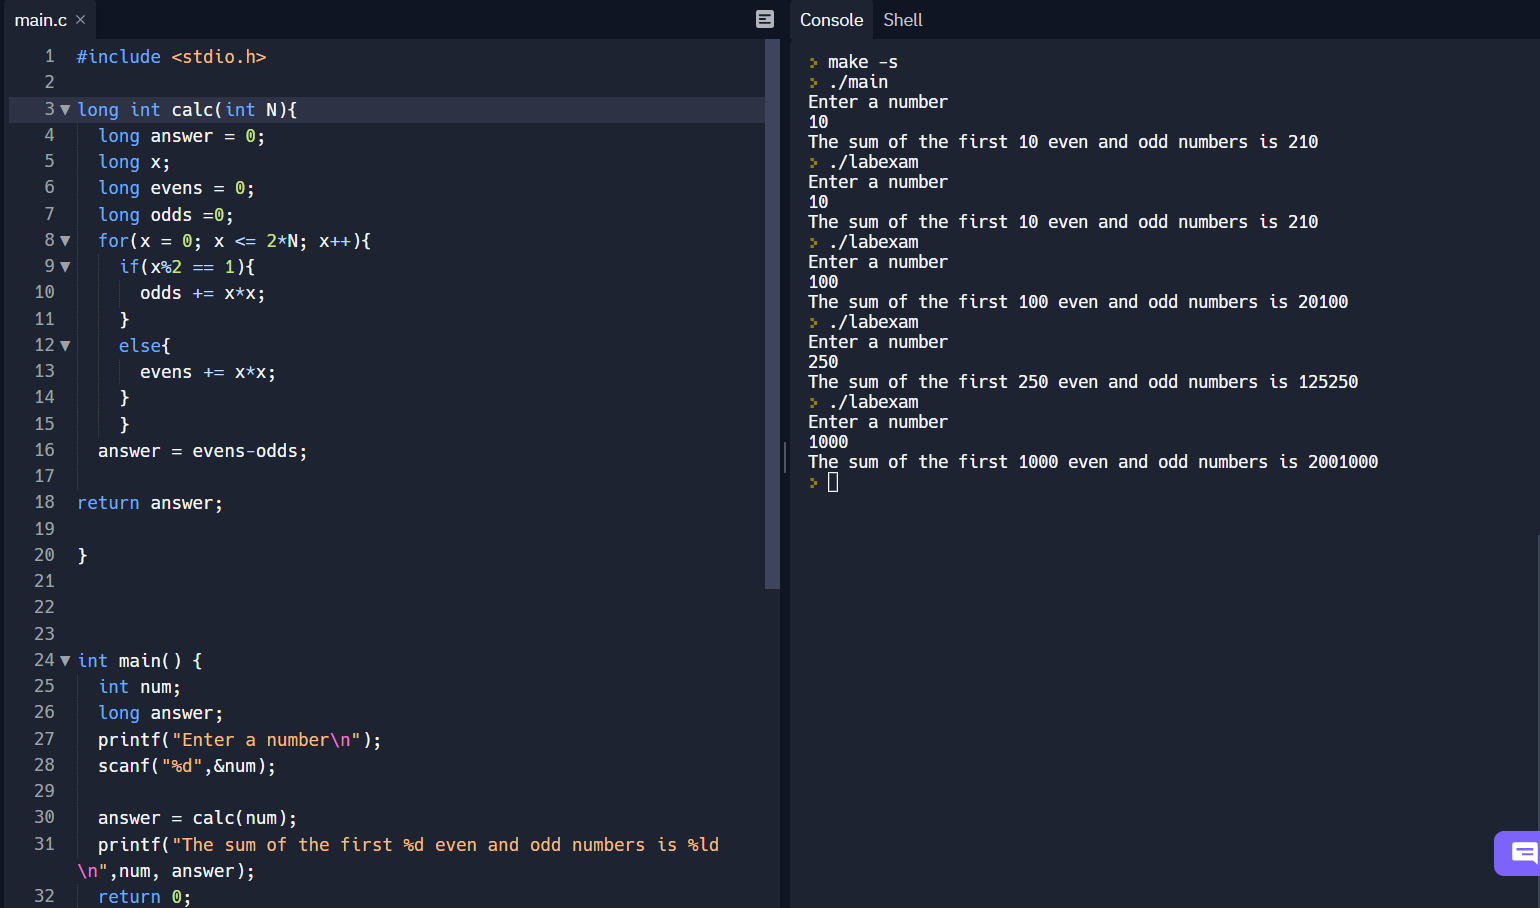 main.c ×
1 #include <stdio.h>
2
3 long int calc(int N){
4 long answer = 0;
5 long x;
6 long evens = 0;
7 long odds =0;
8 for(x = 0; x <= 2*N; x++){
9 if(x%2 == 1){
10 odds += x*x;
11 }
12 else{
13 evens += x*x;
14 }
15 }
16 answer = evens-odds;
17
18 return answer;
19
20 }
21
22
23
24 int main() {
25 int num;
26 long answer;
27 printf("Enter a number\n");
28 scanf("%d",&num);
29
30 answer = calc(num);
31 printf("The sum of the first %d even and odd numbers is %ld
\n",num, answer);
32 return 0;
Console Shell
> make -s
> ./main
Enter a number
10
The sum of the first 10 even and odd numbers is 210
> ./labexam
Enter a number
10
The sum of the first 10 even and odd numbers is 210
> ./labexam
Enter a number
100
The sum of the first 100 even and odd numbers is 20100
> ./labexam
Enter a number
250
The sum of the first 250 even and odd numbers is 125250
> ./labexam
Enter a number
1000
The sum of the first 1000 even and odd numbers is 2001000
>